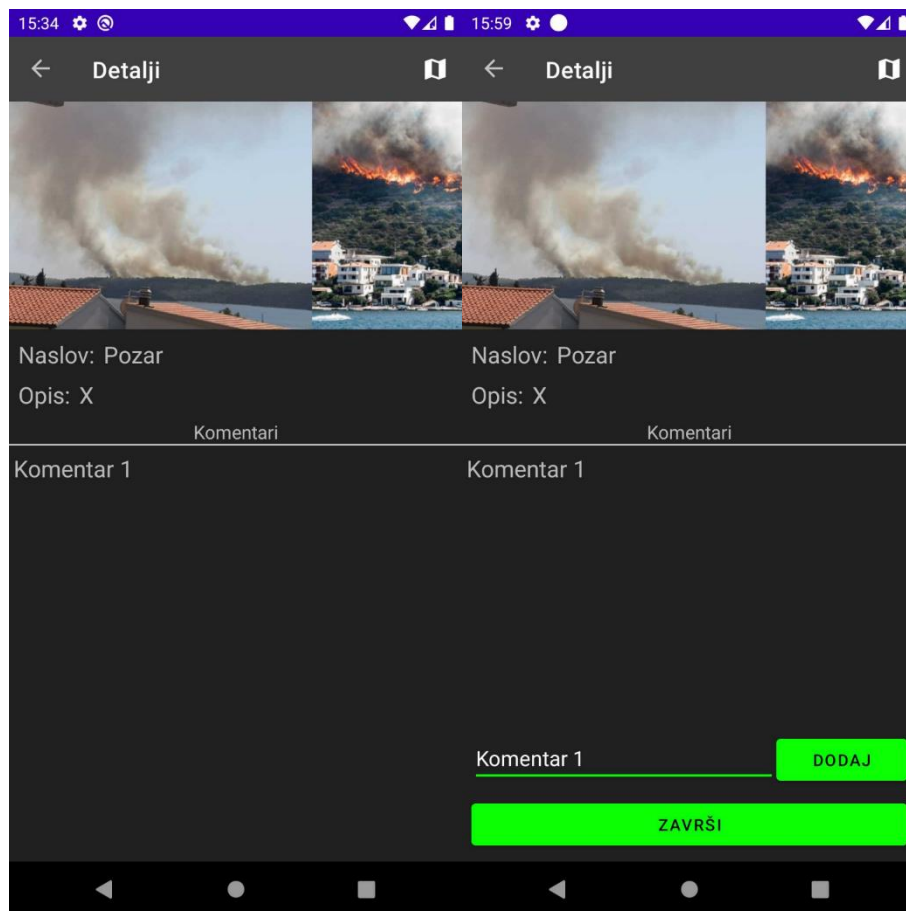 15:34
Detalji
Naslov: Pozar
Opis: X
Komentari
Komentar 1
15:59
Detalji
Naslov: Pozar
Opis: X
Komentari
Komentar 1
Komentar 1
DODAJ
ZAVRŠI